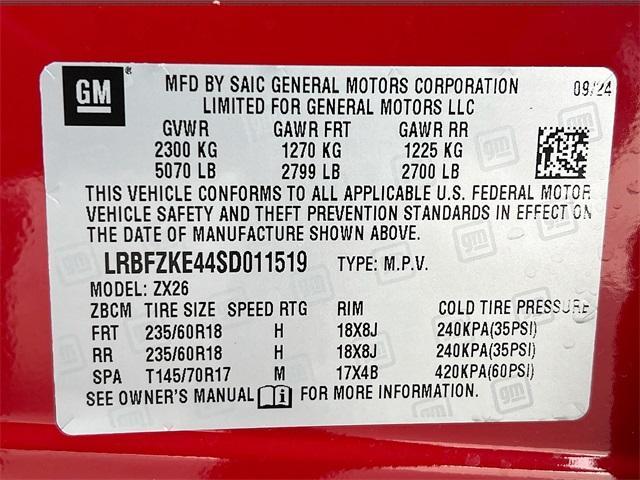 GM
MFD BY SAIC GENERAL MOTORS CORPORATION 09/24
LIMITED FOR GENERAL MOTORS LLC
GVWR GAWR FRT GAWR RR
2300 KG 1270 KG 1225 KG
5070 LB 2799 LB 2700 LB
THIS VEHICLE CONFORMS TO ALL APPLICABLE U.S. FEDERAL MOTOR
VEHICLE SAFETY AND THEFT PREVENTION STANDARDS IN EFFECT ON
THE DATE OF MANUFACTURE SHOWN ABOVE.
LRBFZKE44SD011519 TYPE: M.P.V.
MODEL: ZX26
ZBCM TIRE SIZE SPEED RTG RIM COLD TIRE PRESSURE
FRT 235/60R18 H 18X8J 240KPA(35PSI)
RR 235/60R18 H 18X8J 240KPA(35PSI)
SPA T145/70R17 M 17X4B 420KPA(60PSI)
SEE OWNER'S MANUAL FOR MORE INFORMATION.